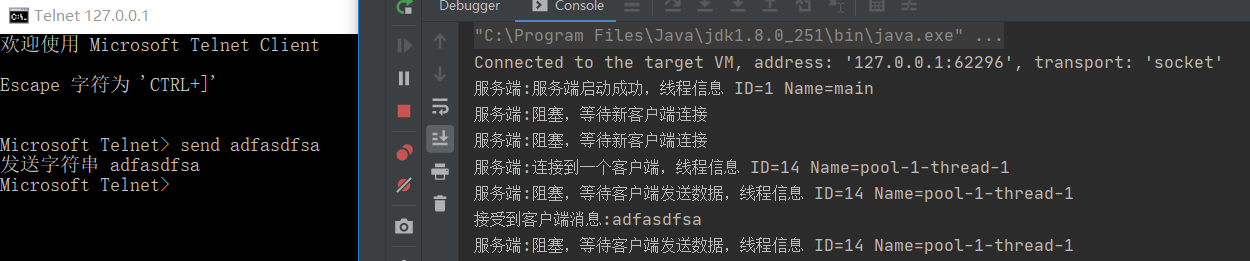 Telnet 127.0.0.1
欢迎使用 Microsoft Telnet Client
Escape 字符为 'CTRL+]'
Microsoft Telnet> send adfasdfsa
发送字符串 adfasdfsa
Microsoft Telnet>
Debugger Console
"C:\Program Files\Java\jdk1.8.0_251\bin\java.exe" ...
Connected to the target VM, address: '127.0.0.1:62296', transport: 'socket'
服务端:服务端启动成功，线程信息 ID=1 Name=main
服务端:阻塞，等待新客户端连接
服务端:阻塞，等待新客户端连接
服务端:连接到一个客户端，线程信息 ID=14 Name=pool-1-thread-1
服务端:阻塞，等待客户端发送数据，线程信息 ID=14 Name=pool-1-thread-1
接受到客户端消息:adfasdfsa
服务端:阻塞，等待客户端发送数据，线程信息 ID=14 Name=pool-1-thread-1